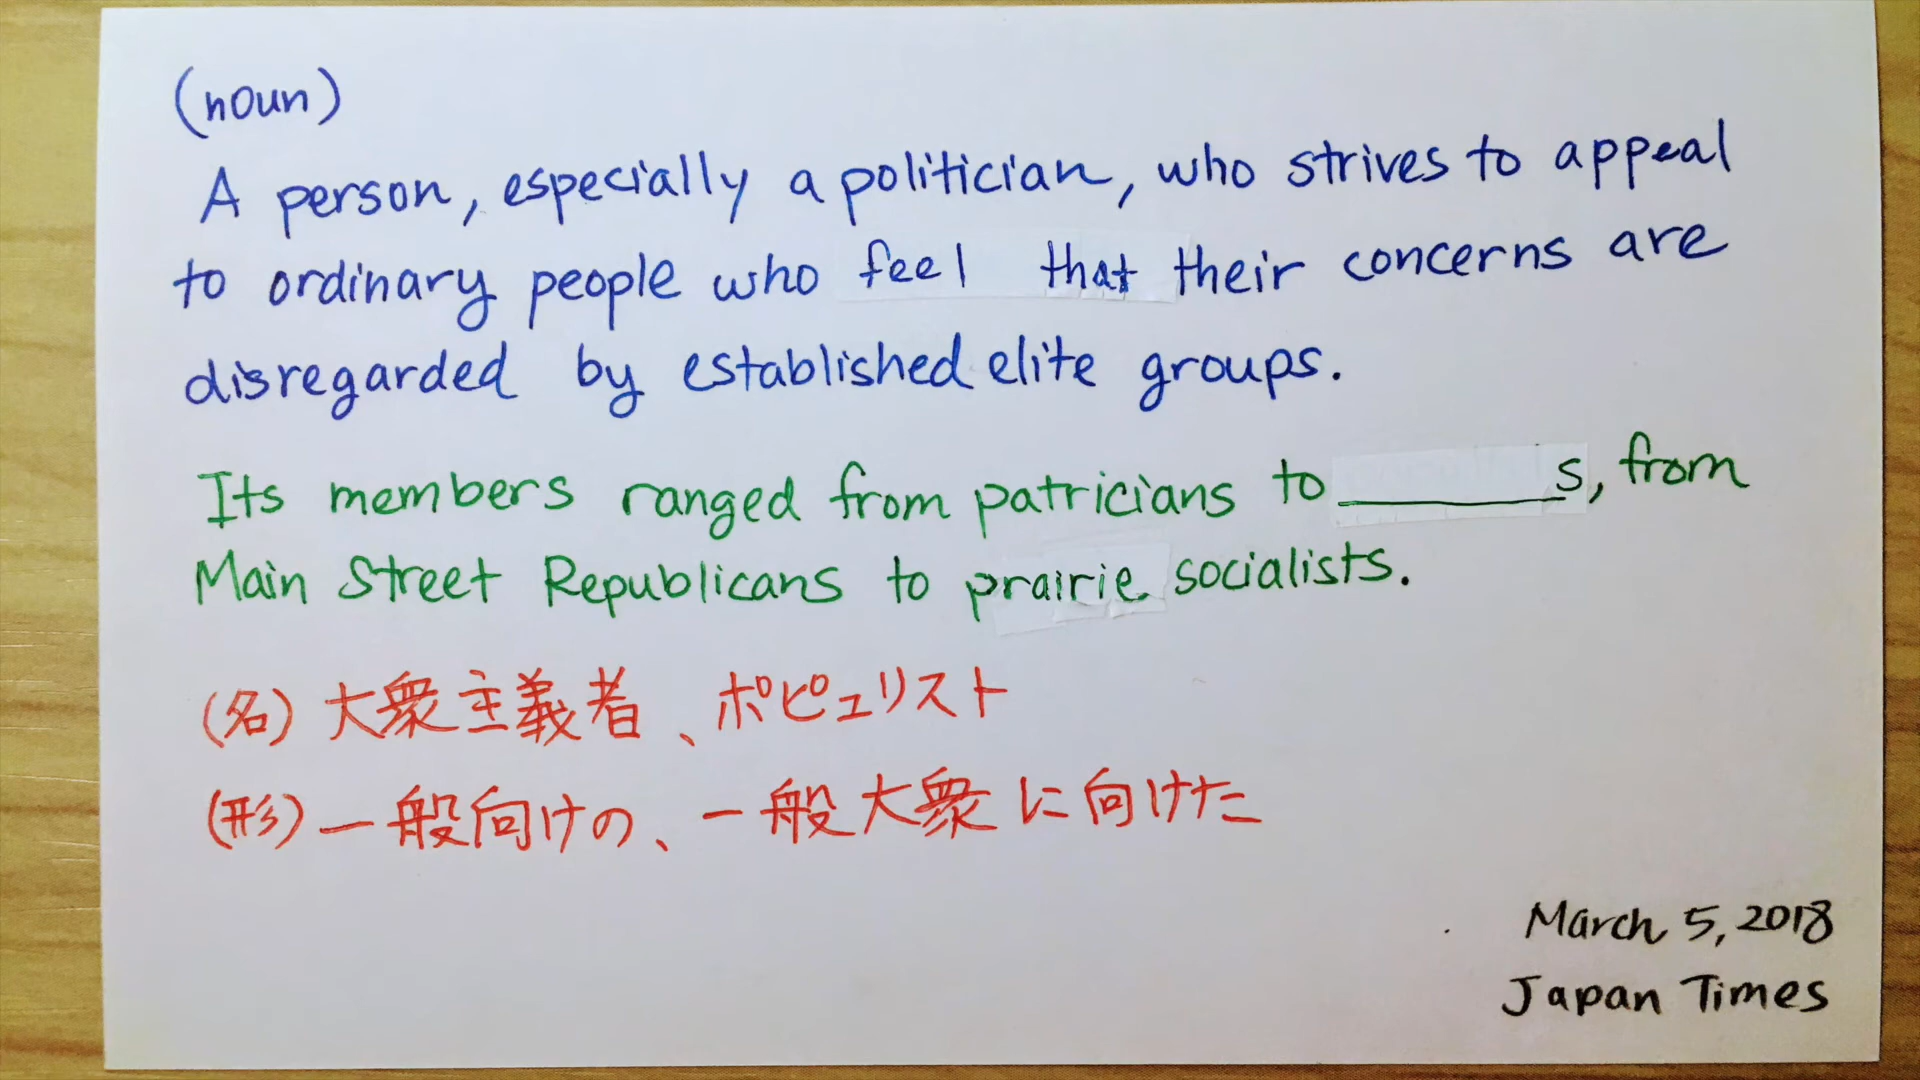 (noun)
A person, especially a politician, who strives to appeal
to ordinary people who feel that their concerns are
disregarded by established elite groups.
Its members ranged from patricians to ________s, from
Main Street Republicans to prairie socialists.
(名) 大衆主義者、ポピュリスト
(形) 一般向けの、一般大衆に向けた
March 5, 2018
Japan Times